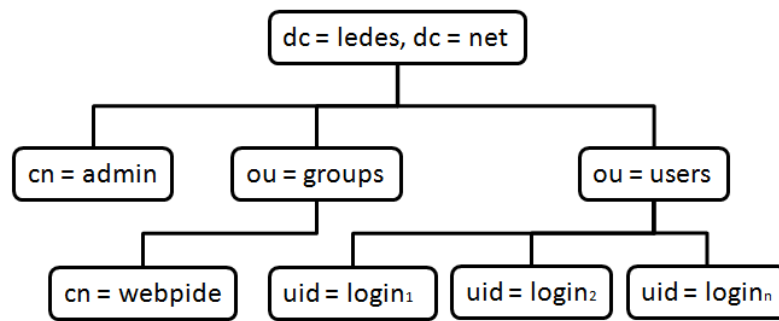 dc = ledes, dc = net
cn = admin
ou = groups
ou = users
cn = webpide
uid = login₁
uid = login₂
uid = loginₙ